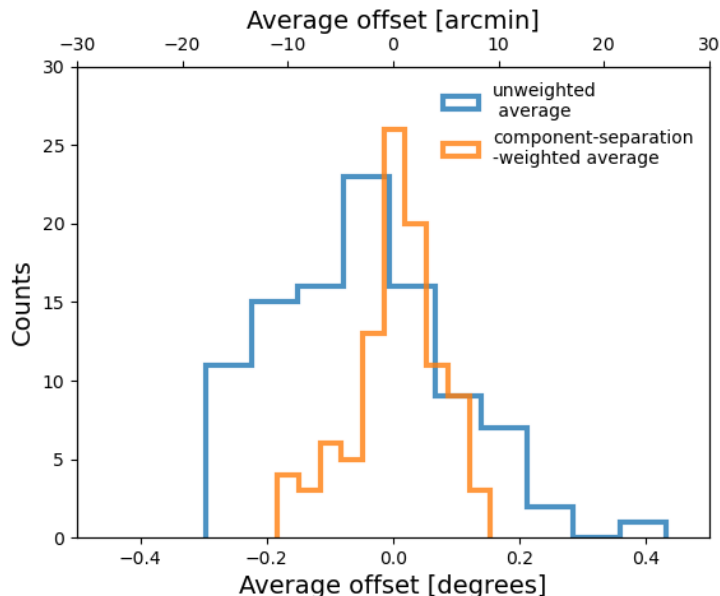 Average offset [arcmin]
−30 −20 −10 0 10 20 30
30
25
20
15
10
5
0
Counts
unweighted
average
component-separation
-weighted average
−0.4 −0.2 0.0 0.2 0.4
Average offset [degrees]